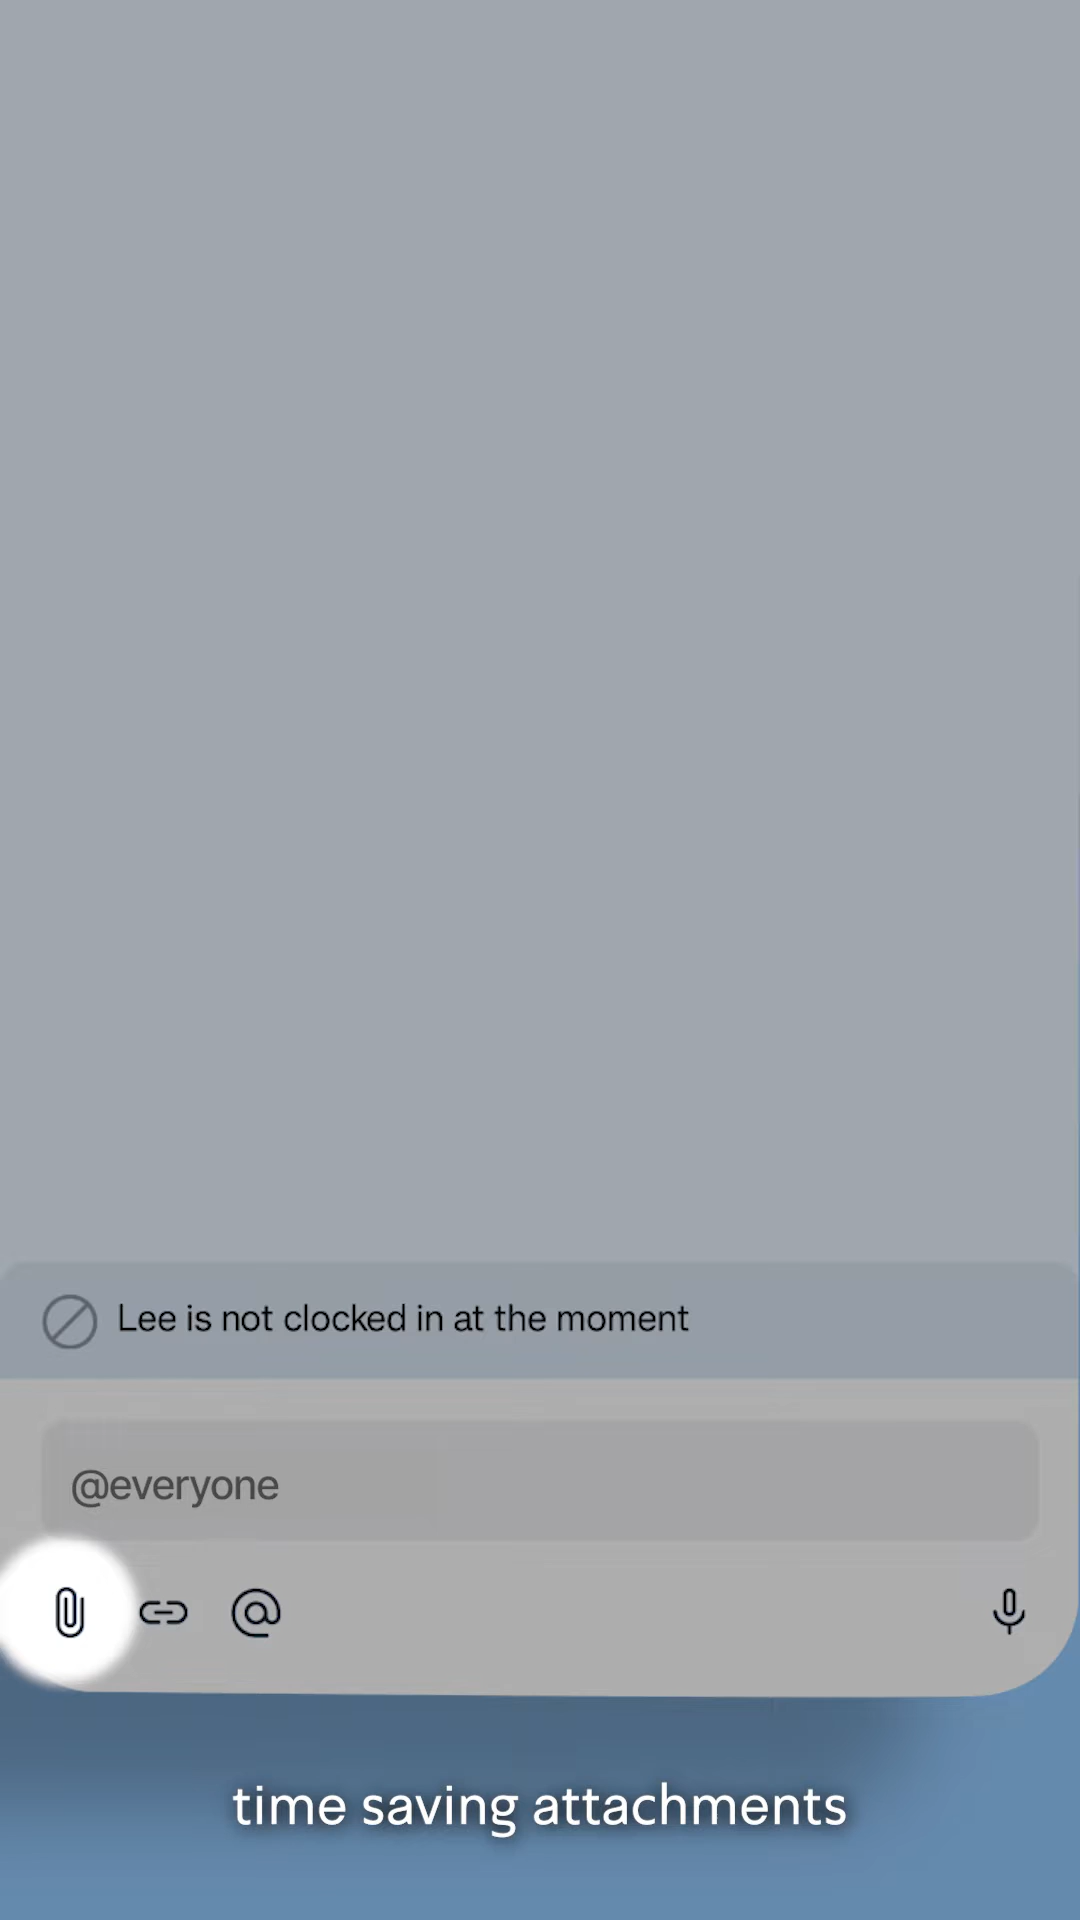 Lee is not clocked in at the moment
@everyone
time saving attachments